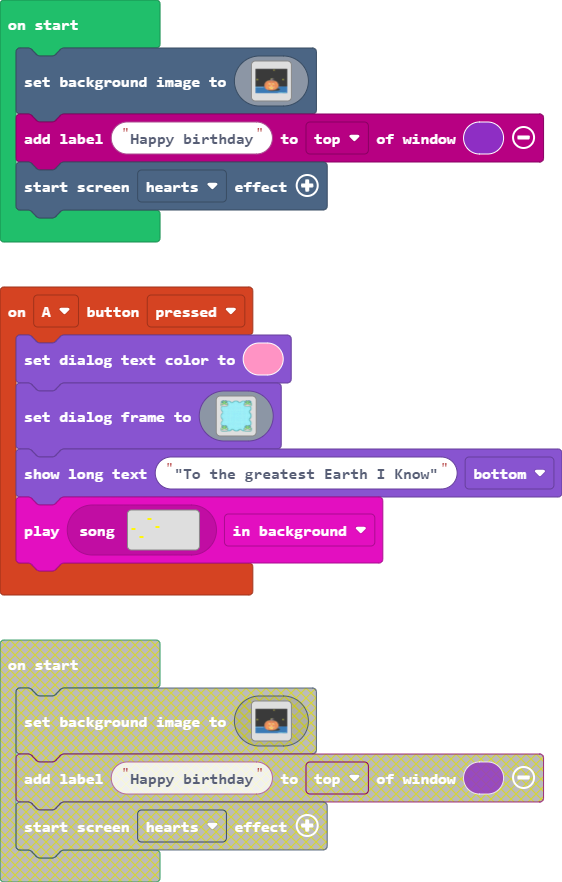 on start
set background image to
add label "Happy birthday" to top of window
start screen hearts effect
on A button pressed
set dialog text color to
set dialog frame to
show long text ""To the greatest Earth I Know"" bottom
play song in background
on start
set background image to
add label "Happy birthday" to top of window
start screen hearts effect